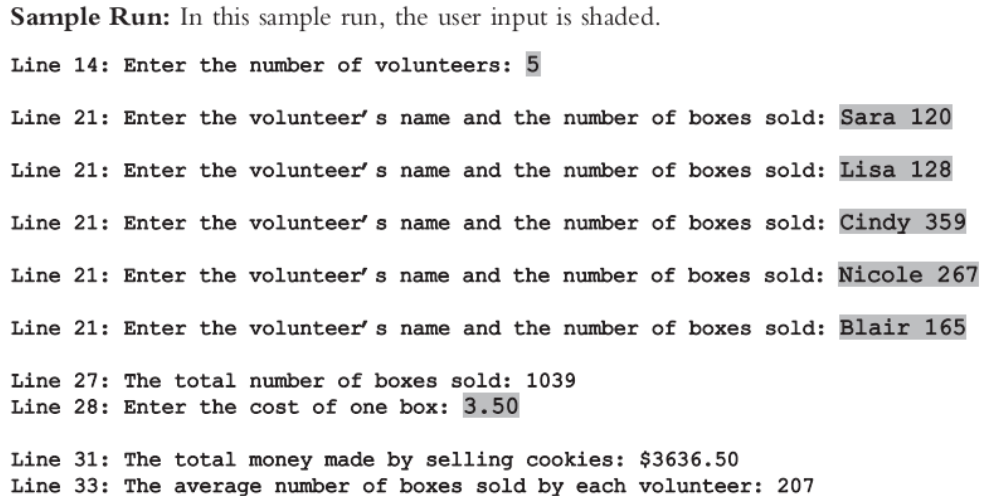 Sample Run: In this sample run, the user input is shaded.
Line 14: Enter the number of volunteers: 5
Line 21: Enter the volunteer's name and the number of boxes sold: Sara 120
Line 21: Enter the volunteer's name and the number of boxes sold: Lisa 128
Line 21: Enter the volunteer's name and the number of boxes sold: Cindy 359
Line 21: Enter the volunteer's name and the number of boxes sold: Nicole 267
Line 21: Enter the volunteer's name and the number of boxes sold: Blair 165
Line 27: The total number of boxes sold: 1039
Line 28: Enter the cost of one box: 3.50
Line 31: The total money made by selling cookies: $3636.50
Line 33: The average number of boxes sold by each volunteer: 207